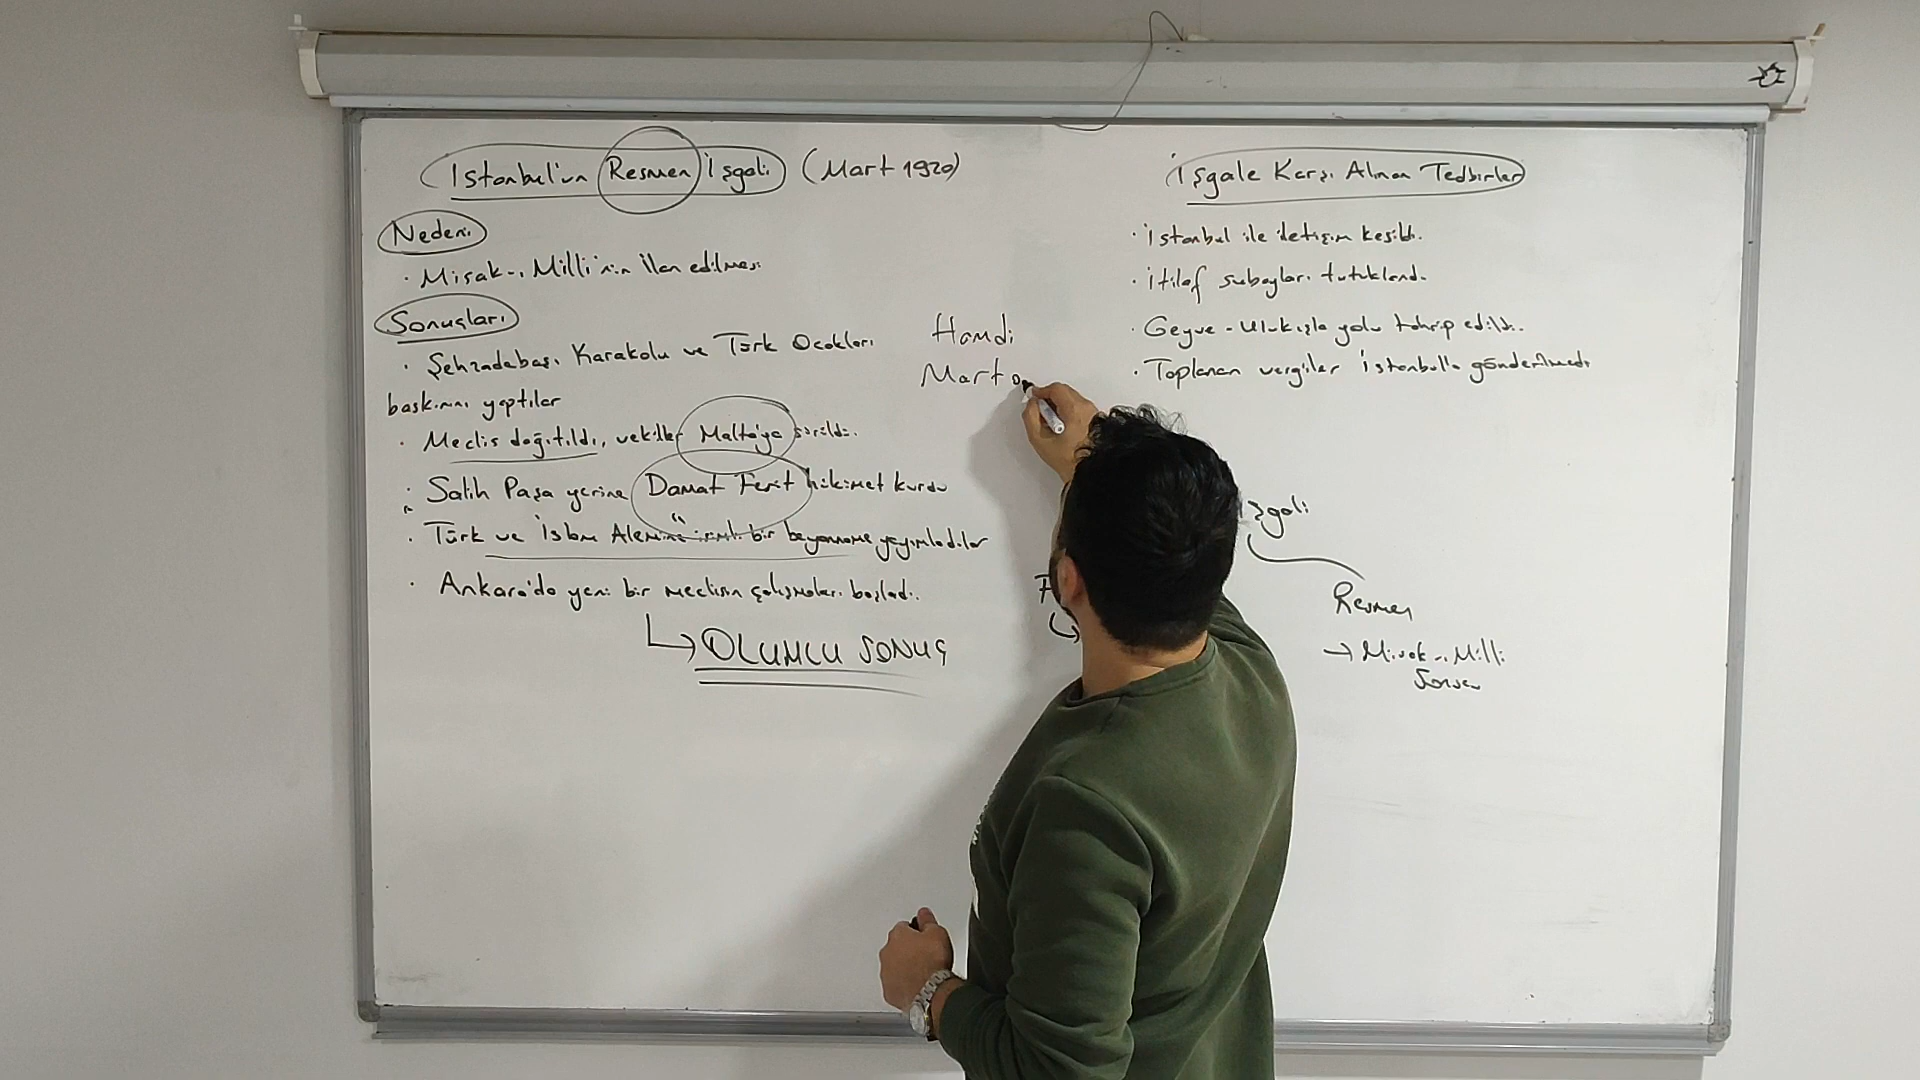 İstanbul'un Resmen İşgali (Mart 1920)
Nedeni
• Misak-ı Milli'nin ilan edilmesi
Sonuçları
• Şehzadebaşı Karakolu ve Türk Ocakları
baskınını yaptılar
• Meclis dağıtıldı, vekiller Malta'ya sürüldü.
• Salih Paşa yerine Damat Ferit hükümet kurdu
• Türk ve İslam Alemine isimli bir beyanname yayımladılar
• Ankara'da yeni bir meclisin çalışmaları başladı.
↳ OLUMLU SONUÇ
Hamdi
Mart
İşgale Karşı Alınan Tedbirler
• İstanbul ile iletişim kesildi.
• İtilaf subayları tutuklandı.
• Geyve - Ulukışla yolu tahrip edildi.
• Toplanan vergiler İstanbul'a gönderilmedi
işgali
Resmen
→ Misak-ı Milli